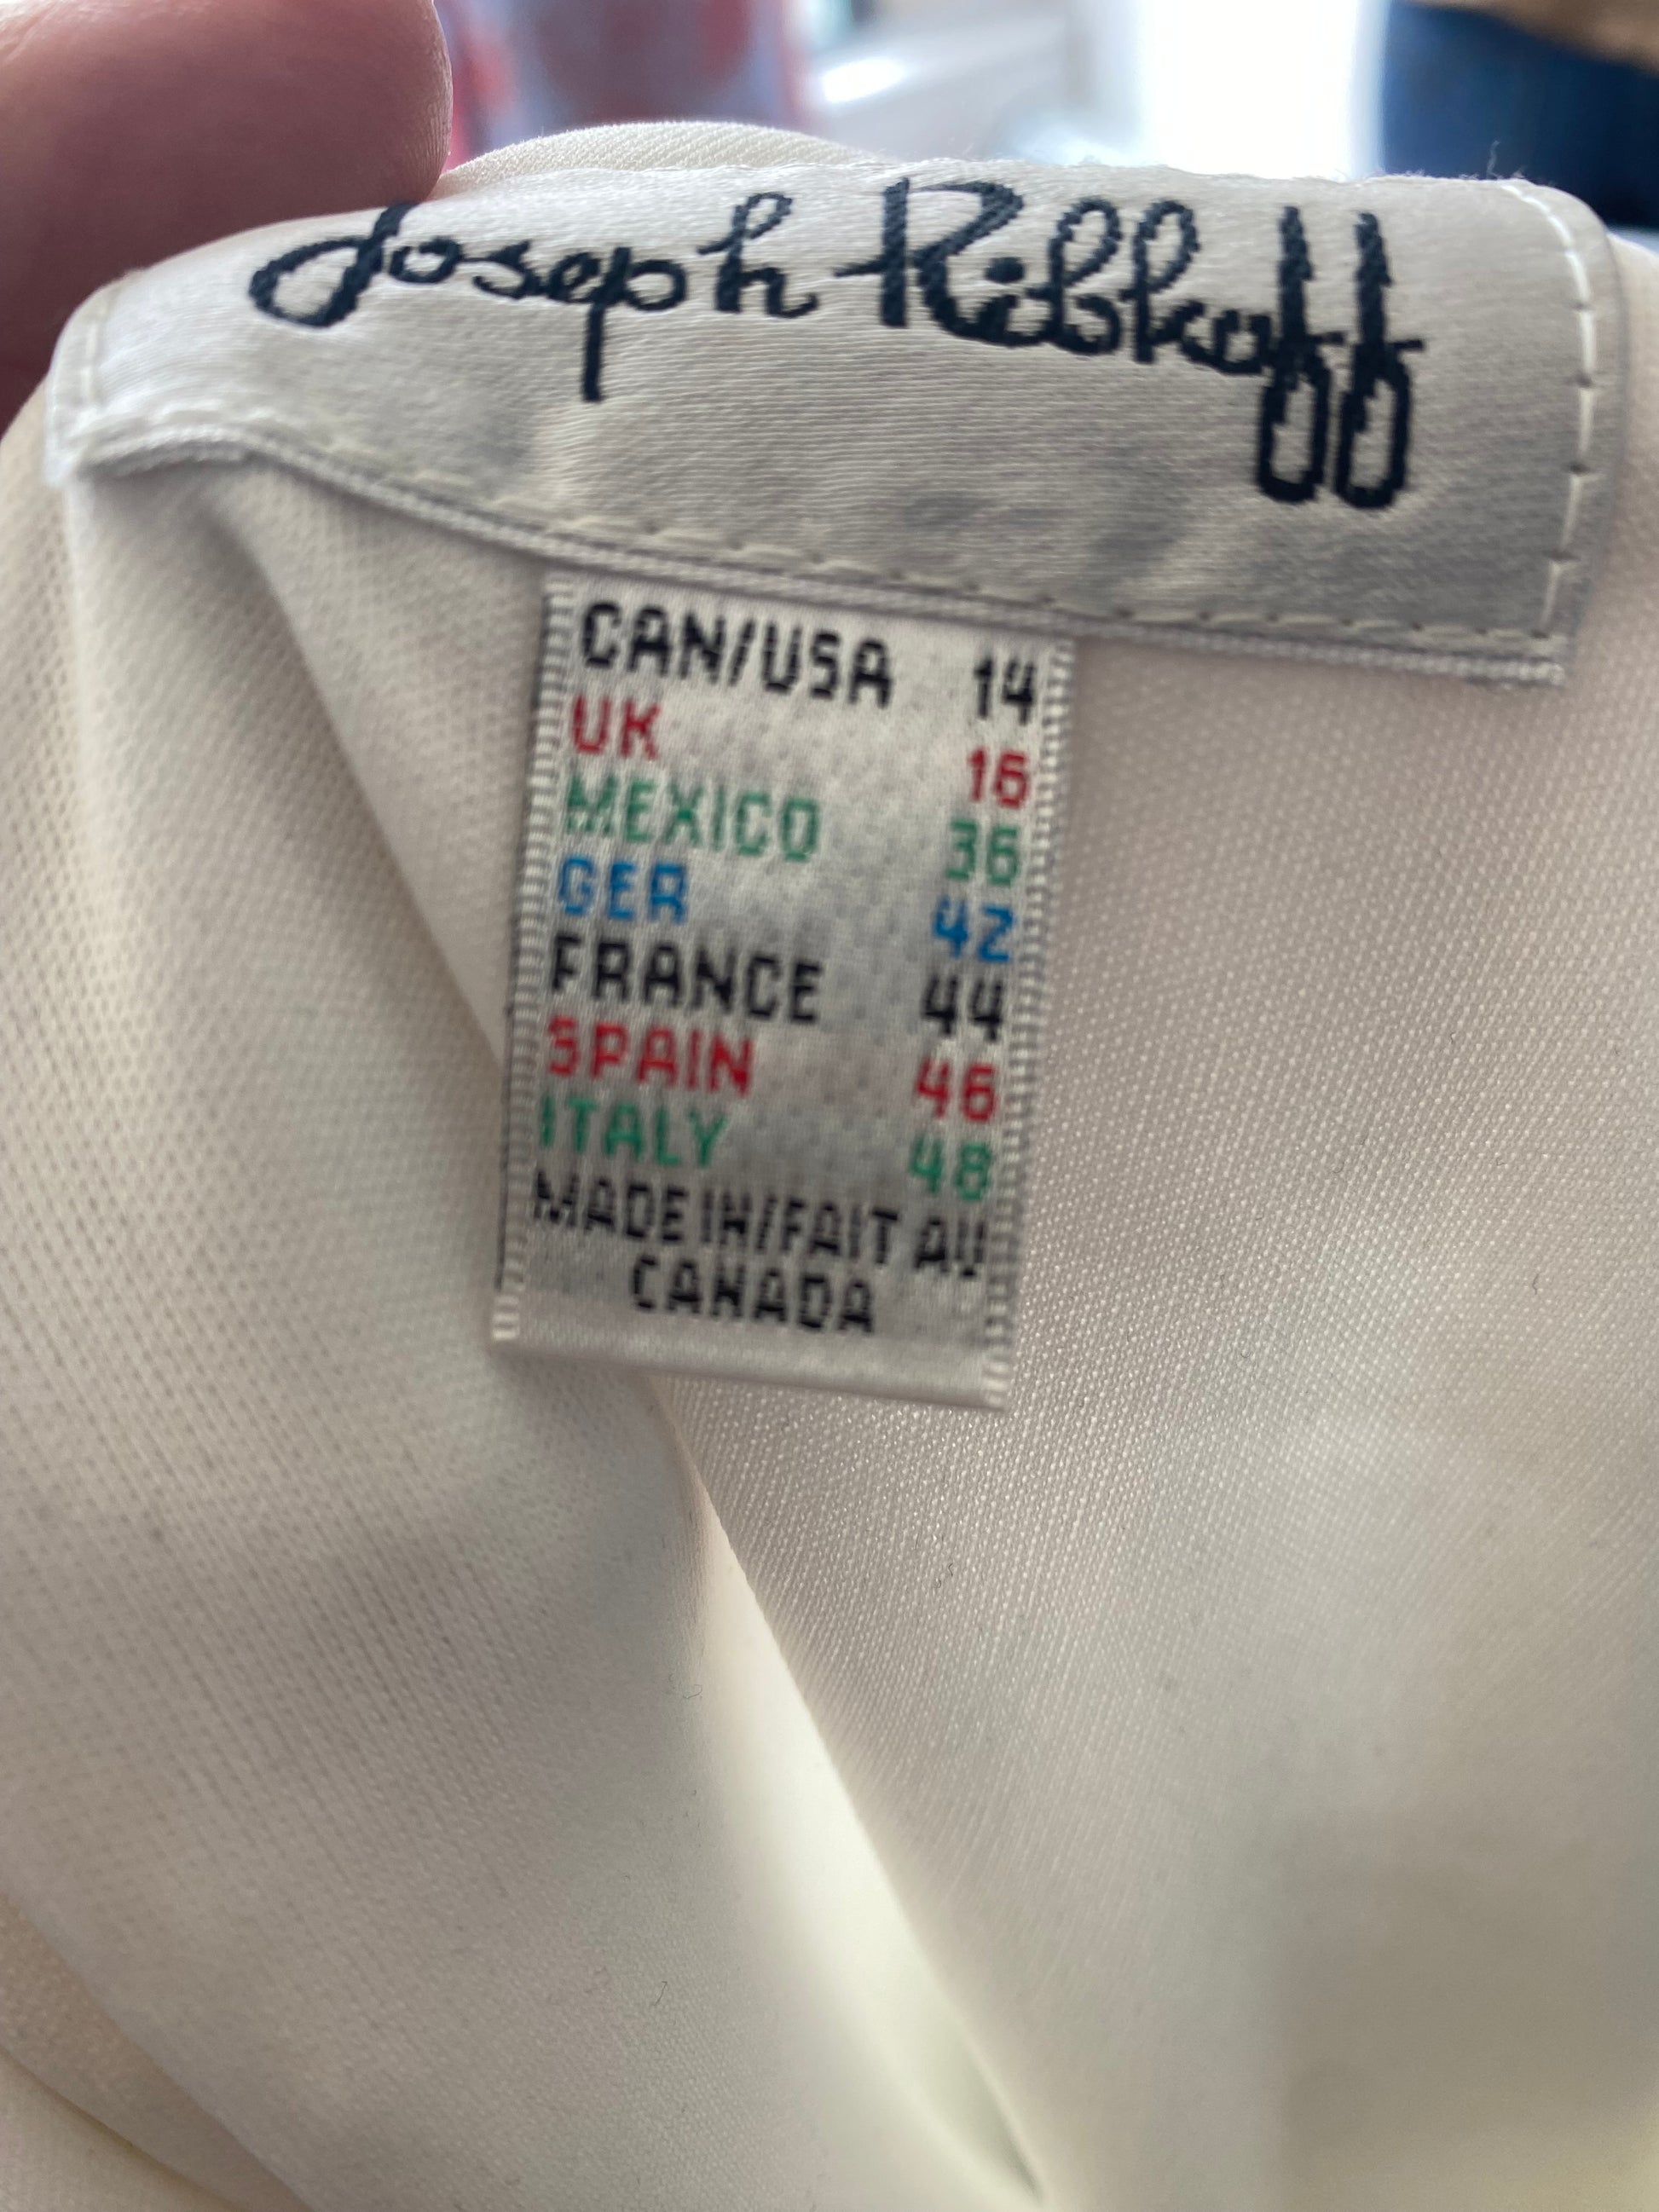 Joseph Ribkoff
CAN/USA 14
UK 16
MEXICO 36
GER 42
FRANCE 44
SPAIN 46
ITALY 48
MADE IN/FAIT AU
CANADA